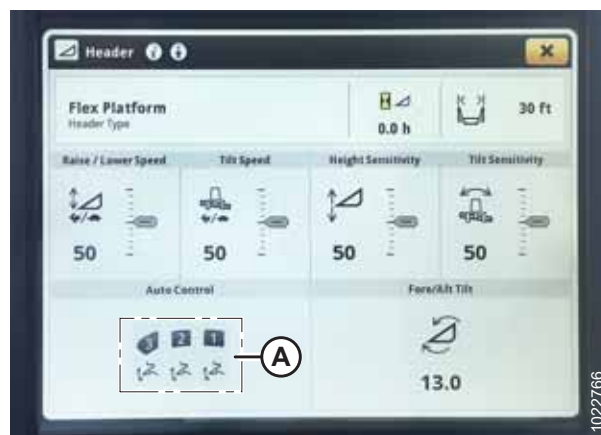 Header
Flex Platform
Header Type
0.0 h
30 ft
Raise / Lower Speed
Tilt Speed
Height Sensitivity
Tilt Sensitivity
50
50
50
50
Auto Control
Fore/Aft Tilt
3 2 1
A
13.0
1022766